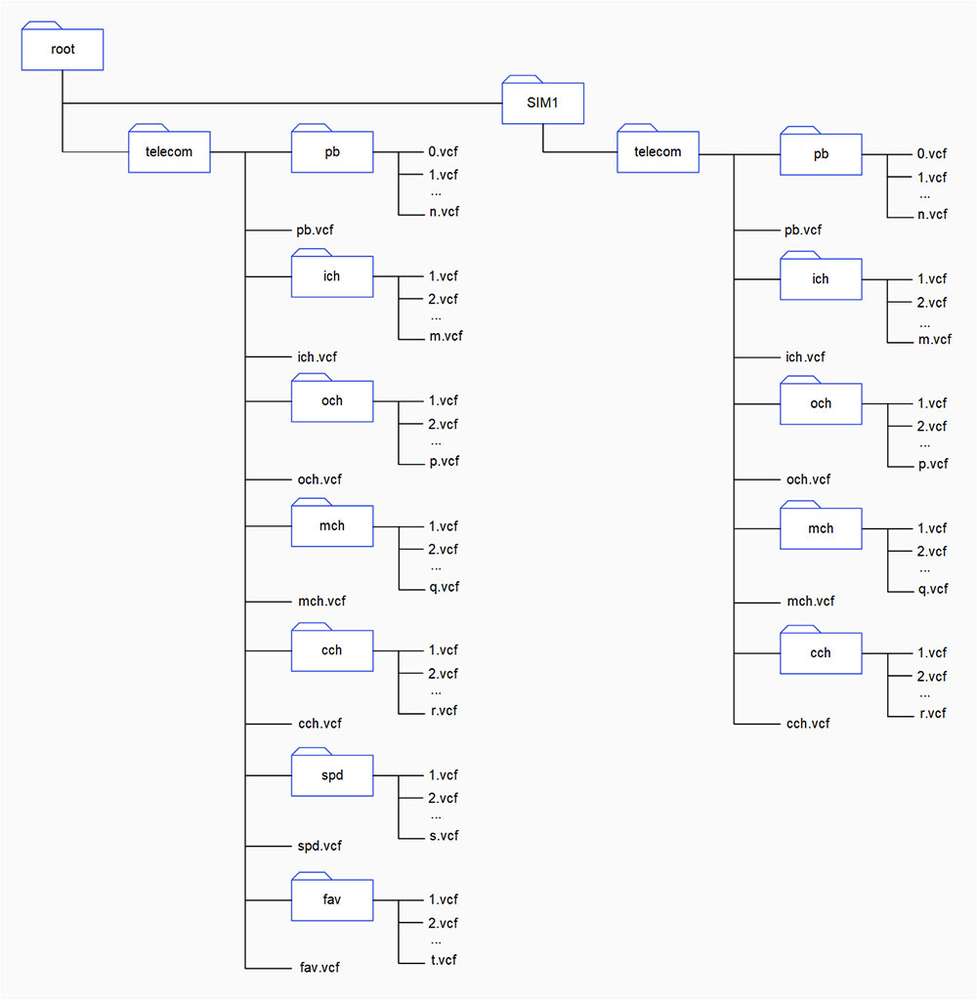 root
SIM1
telecom
pb
0.vcf
1.vcf
...
n.vcf
pb.vcf
ich
1.vcf
2.vcf
...
m.vcf
ich.vcf
och
1.vcf
2.vcf
...
p.vcf
och.vcf
mch
1.vcf
2.vcf
...
q.vcf
mch.vcf
cch
1.vcf
2.vcf
...
r.vcf
cch.vcf
spd
1.vcf
2.vcf
...
s.vcf
spd.vcf
fav
1.vcf
2.vcf
...
t.vcf
fav.vcf
telecom
pb
0.vcf
1.vcf
...
n.vcf
pb.vcf
ich
1.vcf
2.vcf
...
m.vcf
ich.vcf
och
1.vcf
2.vcf
...
p.vcf
och.vcf
mch
1.vcf
2.vcf
...
q.vcf
mch.vcf
cch
1.vcf
2.vcf
...
r.vcf
cch.vcf